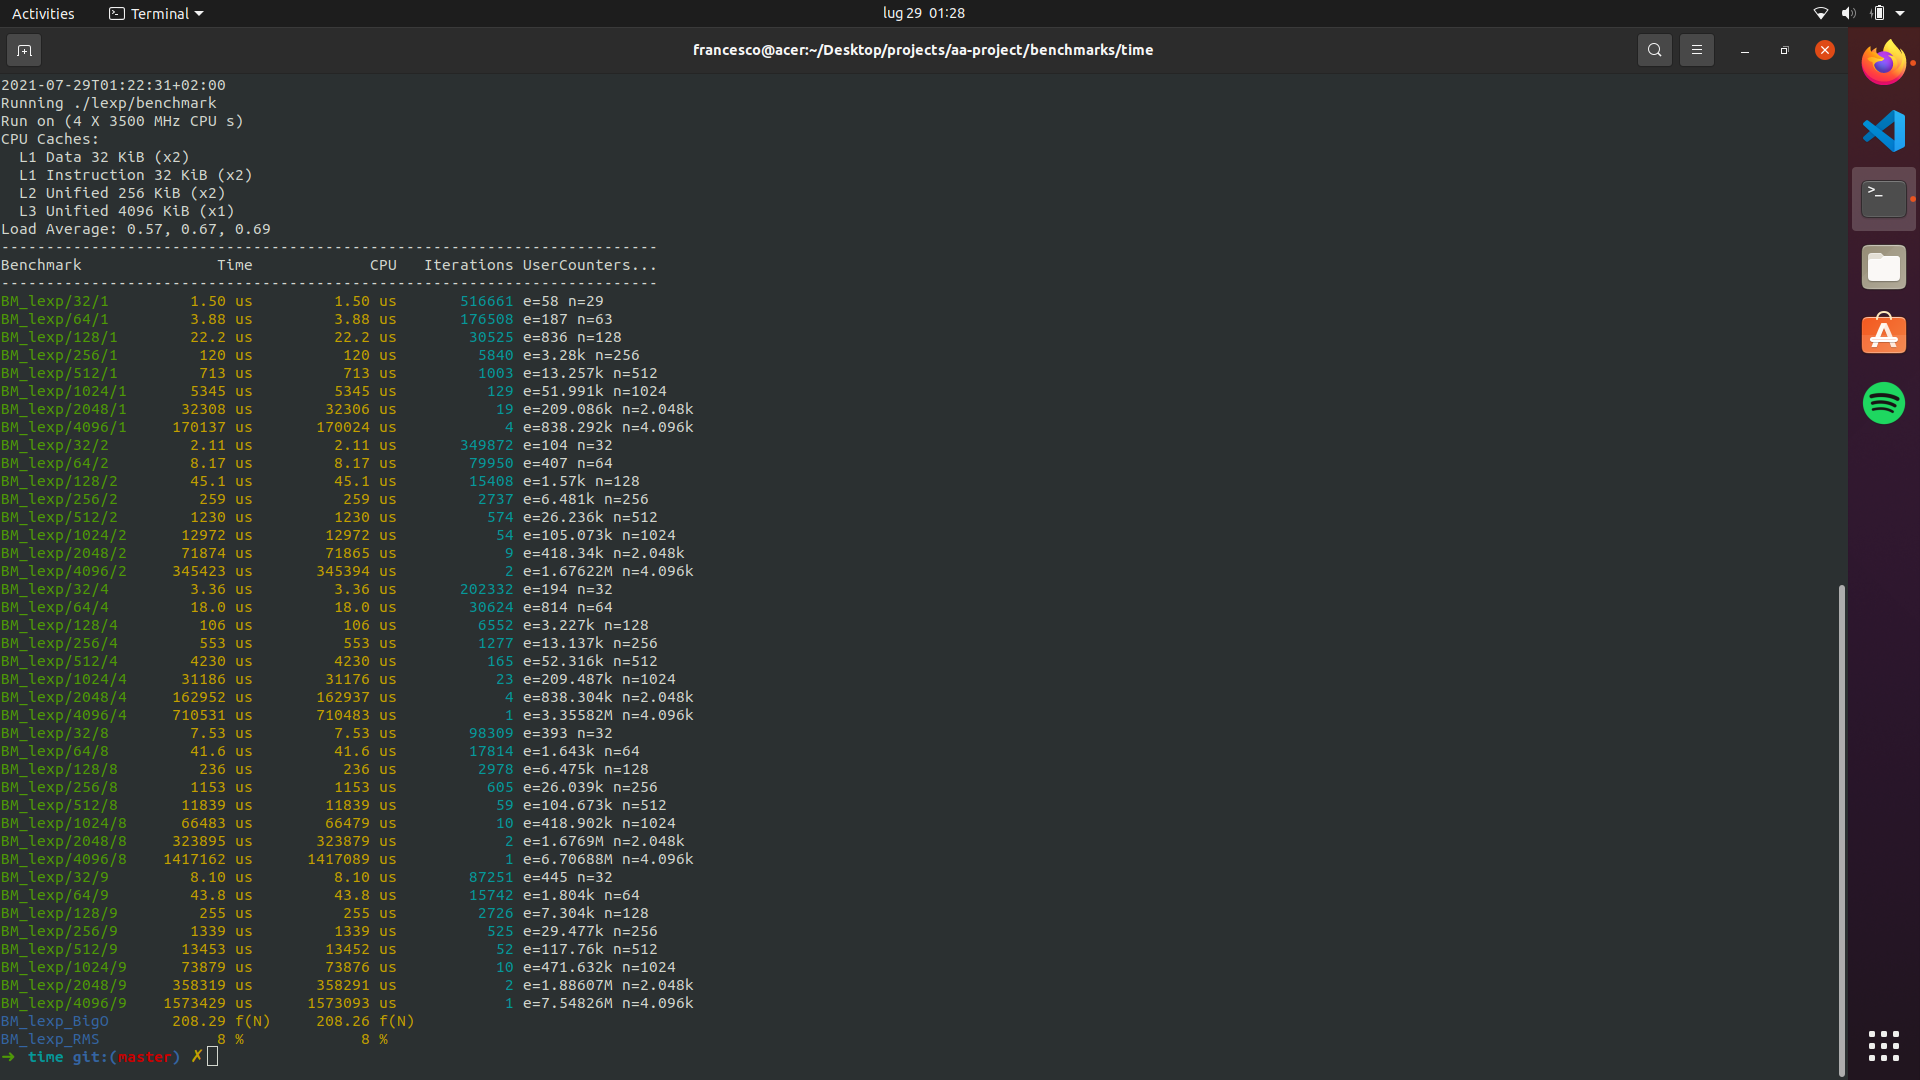 Activities Terminal lug 29 01:28
francesco@acer:~/Desktop/projects/aa-project/benchmarks/time
2021-07-29T01:22:31+02:00
Running ./lexp/benchmark
Run on (4 X 3500 MHz CPU s)
CPU Caches:
  L1 Data 32 KiB (x2)
  L1 Instruction 32 KiB (x2)
  L2 Unified 256 KiB (x2)
  L3 Unified 4096 KiB (x1)
Load Average: 0.57, 0.67, 0.69
-------------------------------------------------------------------------
Benchmark               Time             CPU   Iterations UserCounters...
-------------------------------------------------------------------------
BM_lexp/32/1         1.50 us         1.50 us       516661 e=58 n=29
BM_lexp/64/1         3.88 us         3.88 us       176508 e=187 n=63
BM_lexp/128/1        22.2 us         22.2 us        30525 e=836 n=128
BM_lexp/256/1         120 us          120 us         5840 e=3.28k n=256
BM_lexp/512/1         713 us          713 us         1003 e=13.257k n=512
BM_lexp/1024/1       5345 us         5345 us          129 e=51.991k n=1024
BM_lexp/2048/1      32308 us        32306 us           19 e=209.086k n=2.048k
BM_lexp/4096/1     170137 us       170024 us            4 e=838.292k n=4.096k
BM_lexp/32/2         2.11 us         2.11 us       349872 e=104 n=32
BM_lexp/64/2         8.17 us         8.17 us        79950 e=407 n=64
BM_lexp/128/2        45.1 us         45.1 us        15408 e=1.57k n=128
BM_lexp/256/2         259 us          259 us         2737 e=6.481k n=256
BM_lexp/512/2        1230 us         1230 us          574 e=26.236k n=512
BM_lexp/1024/2      12972 us        12972 us           54 e=105.073k n=1024
BM_lexp/2048/2      71874 us        71865 us            9 e=418.34k n=2.048k
BM_lexp/4096/2     345423 us       345394 us            2 e=1.67622M n=4.096k
BM_lexp/32/4         3.36 us         3.36 us       202332 e=194 n=32
BM_lexp/64/4         18.0 us         18.0 us        30624 e=814 n=64
BM_lexp/128/4         106 us          106 us         6552 e=3.227k n=128
BM_lexp/256/4         553 us          553 us         1277 e=13.137k n=256
BM_lexp/512/4        4230 us         4230 us          165 e=52.316k n=512
BM_lexp/1024/4      31186 us        31176 us           23 e=209.487k n=1024
BM_lexp/2048/4     162952 us       162937 us            4 e=838.304k n=2.048k
BM_lexp/4096/4     710531 us       710483 us            1 e=3.35582M n=4.096k
BM_lexp/32/8         7.53 us         7.53 us        98309 e=393 n=32
BM_lexp/64/8         41.6 us         41.6 us        17814 e=1.643k n=64
BM_lexp/128/8         236 us          236 us         2978 e=6.475k n=128
BM_lexp/256/8        1153 us         1153 us          605 e=26.039k n=256
BM_lexp/512/8       11839 us        11839 us           59 e=104.673k n=512
BM_lexp/1024/8      66483 us        66479 us           10 e=418.902k n=1024
BM_lexp/2048/8     323895 us       323879 us            2 e=1.6769M n=2.048k
BM_lexp/4096/8    1417162 us      1417089 us            1 e=6.70688M n=4.096k
BM_lexp/32/9         8.10 us         8.10 us        87251 e=445 n=32
BM_lexp/64/9         43.8 us         43.8 us        15742 e=1.804k n=64
BM_lexp/128/9         255 us          255 us         2726 e=7.304k n=128
BM_lexp/256/9        1339 us         1339 us          525 e=29.477k n=256
BM_lexp/512/9       13453 us        13452 us           52 e=117.76k n=512
BM_lexp/1024/9      73879 us        73876 us           10 e=471.632k n=1024
BM_lexp/2048/9     358319 us       358291 us            2 e=1.88607M n=2.048k
BM_lexp/4096/9    1573429 us      1573093 us            1 e=7.54826M n=4.096k
BM_lexp_BigO       208.29 f(N)     208.26 f(N)
BM_lexp_RMS             8 %             8 %
➜  time git:(master) ✗